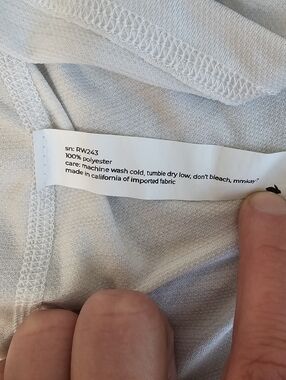 sn: RW243
100% polyester
care: machine wash cold, tumble dry low, don't bleach, mmkay?
made in california of imported fabric